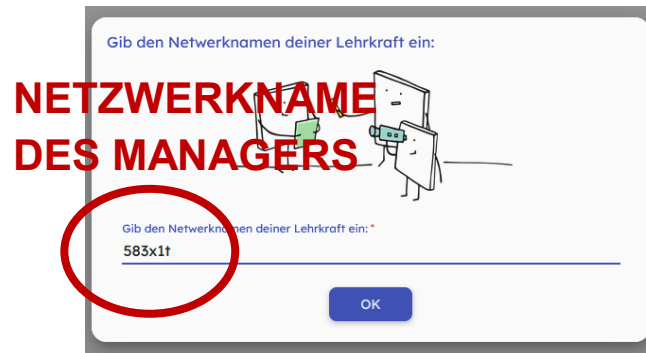 Gib den Netwerknamen deiner Lehrkraft ein:
NETZWERKNAME
DES MANAGERS
Gib den Netwerknamen deiner Lehrkraft ein: *
583x1t
OK